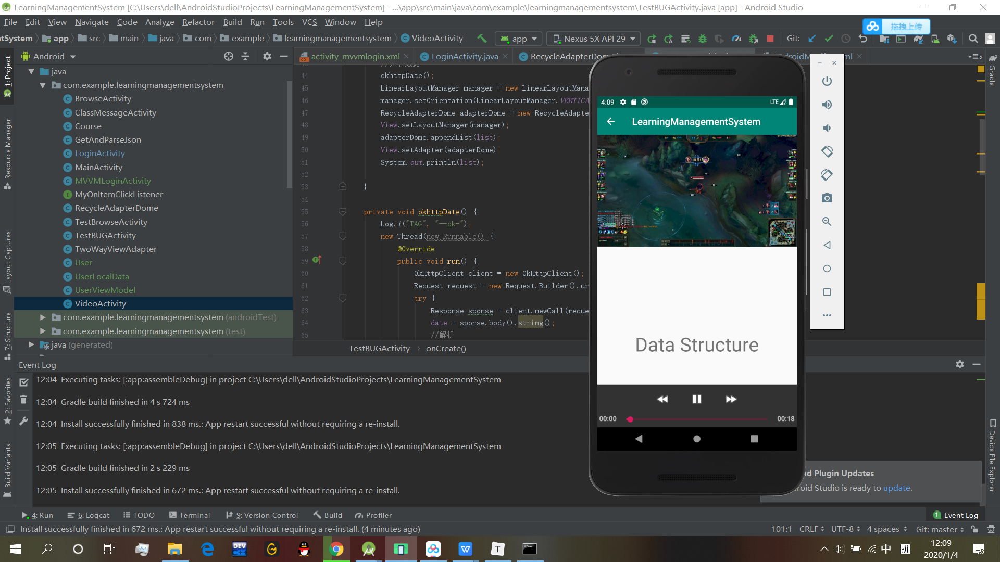 LearningManagementSystem [C:\Users\dell\AndroidStudioProjects\LearningManagementSystem] - ...\app\src\main\java\com\example\learningmanagementsystem\TestBUGActivity.java [app] - Android Studio
File Edit View Navigate Code Analyze Refactor Build Run Tools VCS Window Help
拖拽上传
tSystem app src main java com example learningmanagementsystem VideoActivity
app Nexus 5X API 29 Git:
Android
activity_mvvmlogin.xml LoginActivity.java RecycleAdapterDom
5
1: Project
Resource Manager
Layout Captures
7: Structure
2: Favorites
Build Variants
Gradle
Device File Explorer
java
com.example.learningmanagementsystem
BrowseActivity
ClassMessageActivity
Course
GetAndParseJson
LoginActivity
MainActivity
MVVMLoginActivity
MyOnItemClickListener
RecycleAdapterDome
TestBrowseActivity
TestBUGActivity
TwoWayViewAdapter
User
UserLocalData
UserViewModel
VideoActivity
com.example.learningmanagementsystem (androidTest)
com.example.learningmanagementsystem (test)
java (generated)
44 okhttpDate();
45 LinearLayoutManager manager = new LinearLayoutMana
46 manager.setOrientation(LinearLayoutManager.VERTICA
47 RecycleAdapterDome adapterDome = new RecycleAdapte
48 View.setLayoutManager(manager);
49 adapterDome.appendList(list);
50 View.setAdapter(adapterDome);
51 System.out.println(list);
52
53 }
54
55 private void okhttpDate() {
56 Log.i("TAG", "--ok-");
57 new Thread(new Runnable() {
58 @Override
59 public void run() {
60 OkHttpClient client = new OkHttpClient();
61 Request request = new Request.Builder().ur
62 try {
63 Response sponse = client.newCall(reque
64 date = sponse.body().string();
65 //解析
TestBUGActivity onCreate()
4:09 LTE
LearningManagementSystem
Data Structure
00:00 00:18
Event Log
12:04 Executing tasks: [:app:assembleDebug] in project C:\Users\dell\AndroidStudioProjects\LearningManagementSystem
12:04 Gradle build finished in 4 s 724 ms
12:04 Install successfully finished in 838 ms.: App restart successful without requiring a re-install.
12:05 Executing tasks: [:app:assembleDebug] in project C:\Users\dell\AndroidStudioProjects\LearningManagementSystem
12:05 Gradle build finished in 2 s 229 ms
12:05 Install successfully finished in 672 ms.: App restart successful without requiring a re-install.
nd Plugin Updates
roid Studio is ready to update.
4: Run 6: Logcat TODO Terminal 9: Version Control Build Profiler 1 Event Log
Install successfully finished in 672 ms.: App restart successful without requiring a re-install. (4 minutes ago) 101:1 CRLF UTF-8 4 spaces Git: master
DEV C++ T 中 拼
12:09
2020/1/4